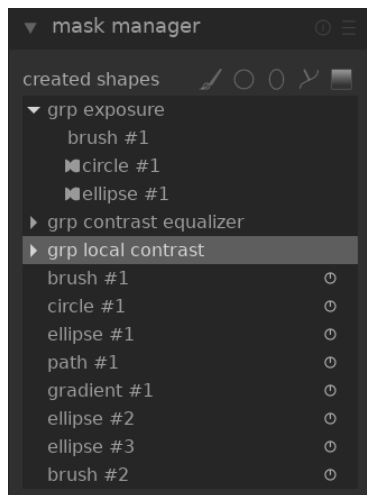 mask manager
created shapes
grp exposure
brush #1
circle #1
ellipse #1
grp contrast equalizer
grp local contrast
brush #1
circle #1
ellipse #1
path #1
gradient #1
ellipse #2
ellipse #3
brush #2